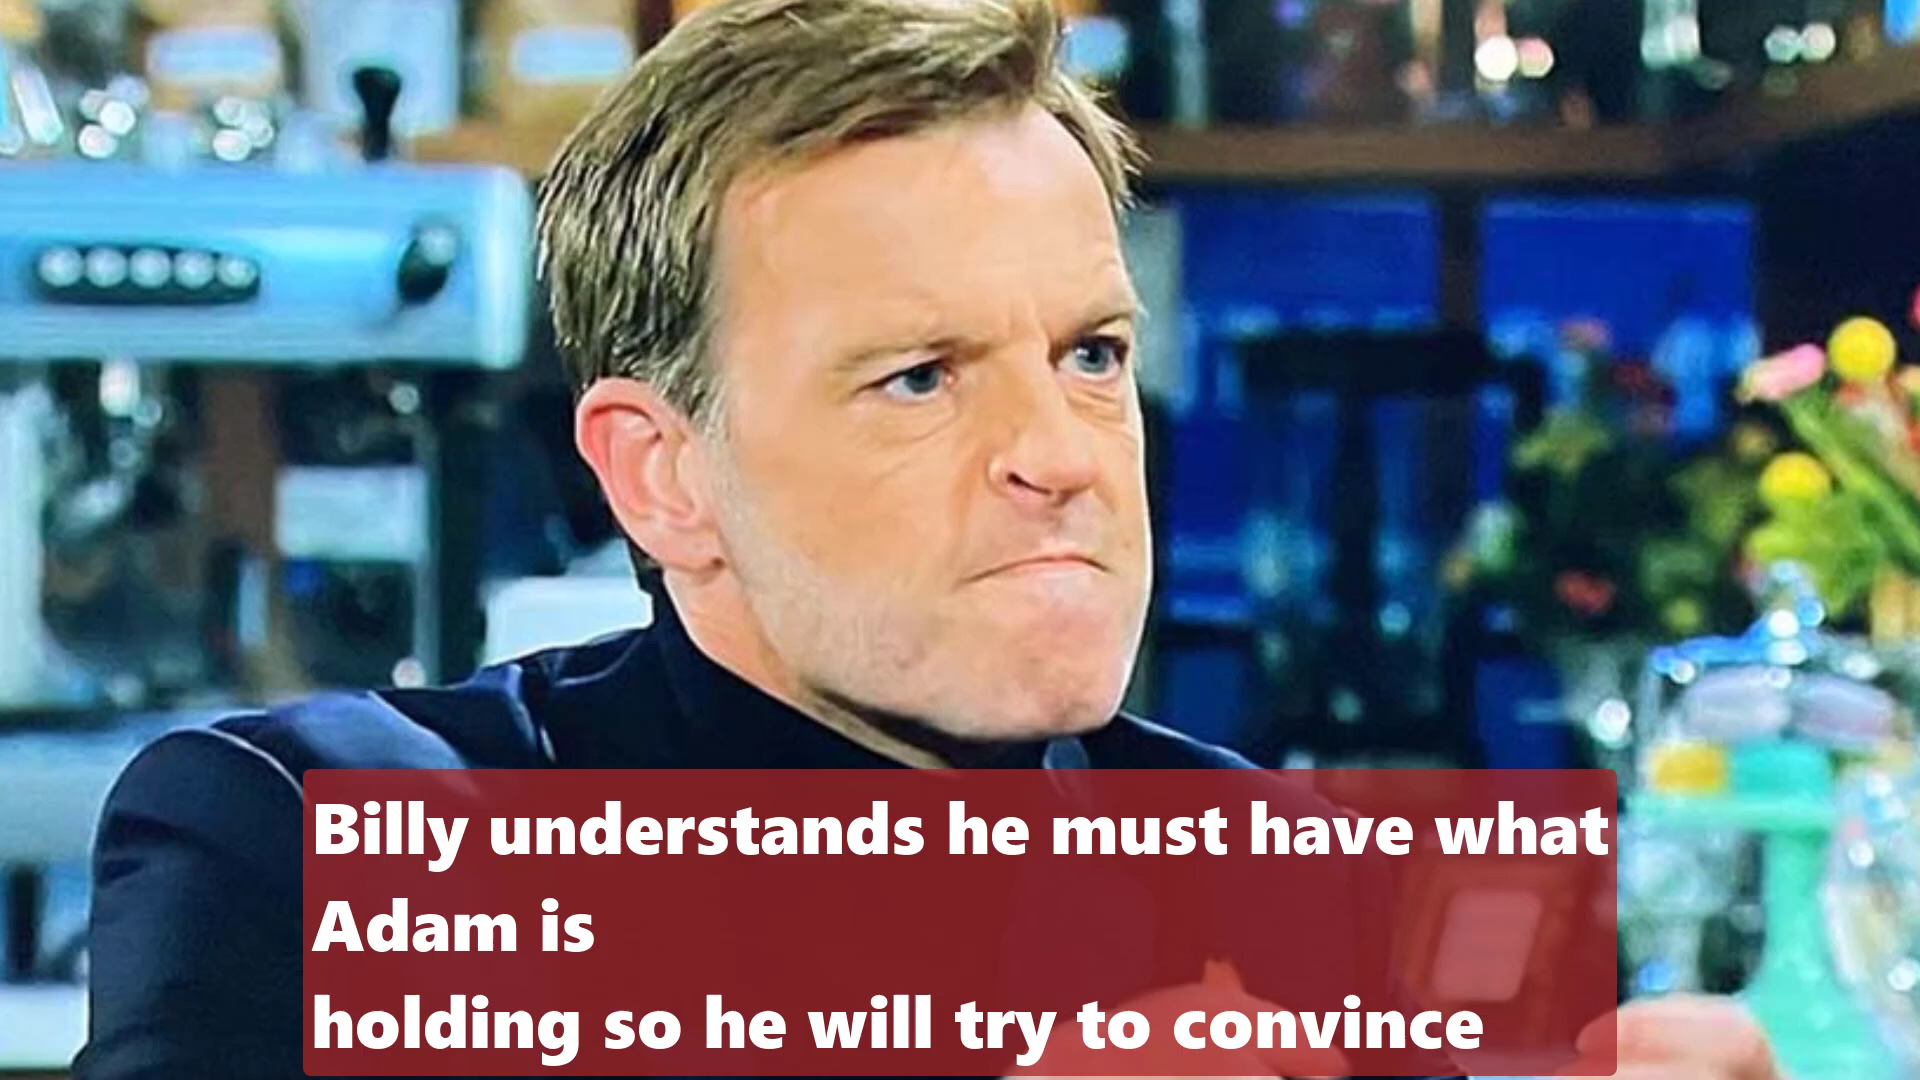 Billy understands he must have what
Adam is
holding so he will try to convince